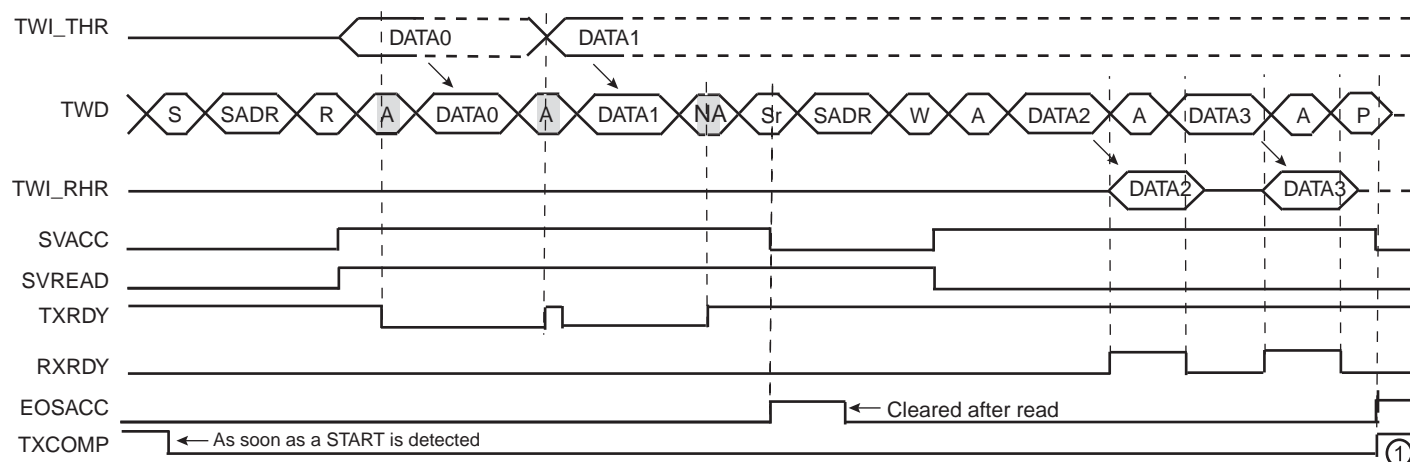 TWI_THR DATA0 DATA1
TWD S SADR R A DATA0 A DATA1 NA Sr SADR W A DATA2 A DATA3 A P
TWI_RHR DATA2 DATA3
SVACC
SVREAD
TXRDY
RXRDY
EOSACC Cleared after read
TXCOMP As soon as a START is detected 1